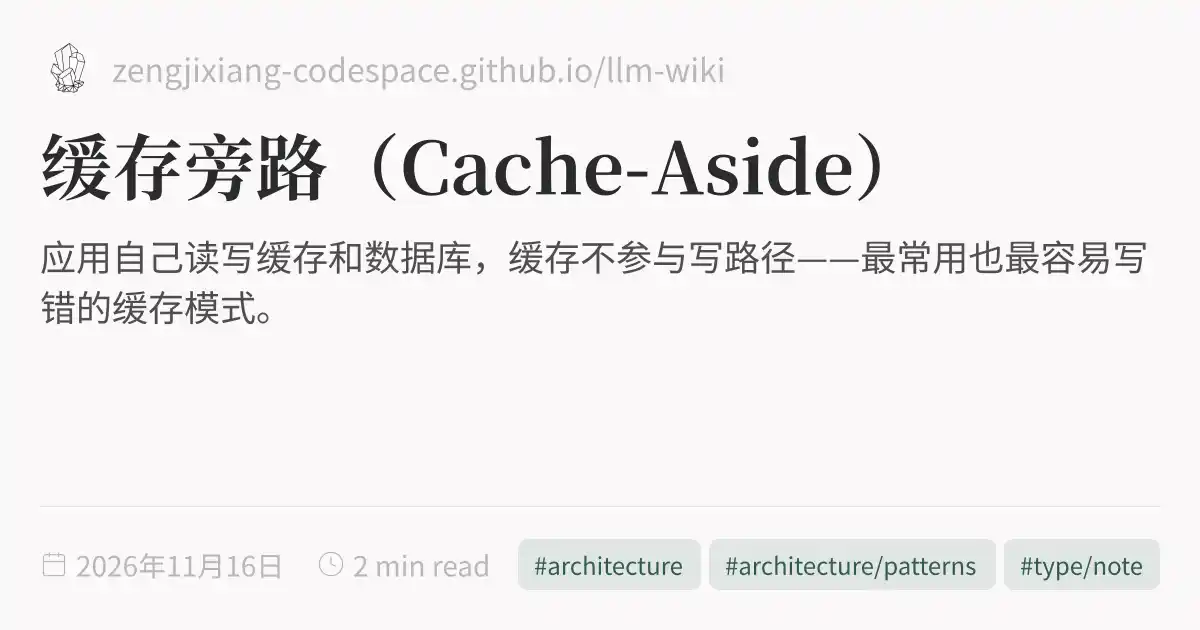 zengjixiang-codespace.github.io/llm-wiki
缓存旁路（Cache-Aside）
应用自己读写缓存和数据库，缓存不参与写路径——最常用也最容易写
错的缓存模式。
2026年11月16日 2 min read #architecture #architecture/patterns #type/note